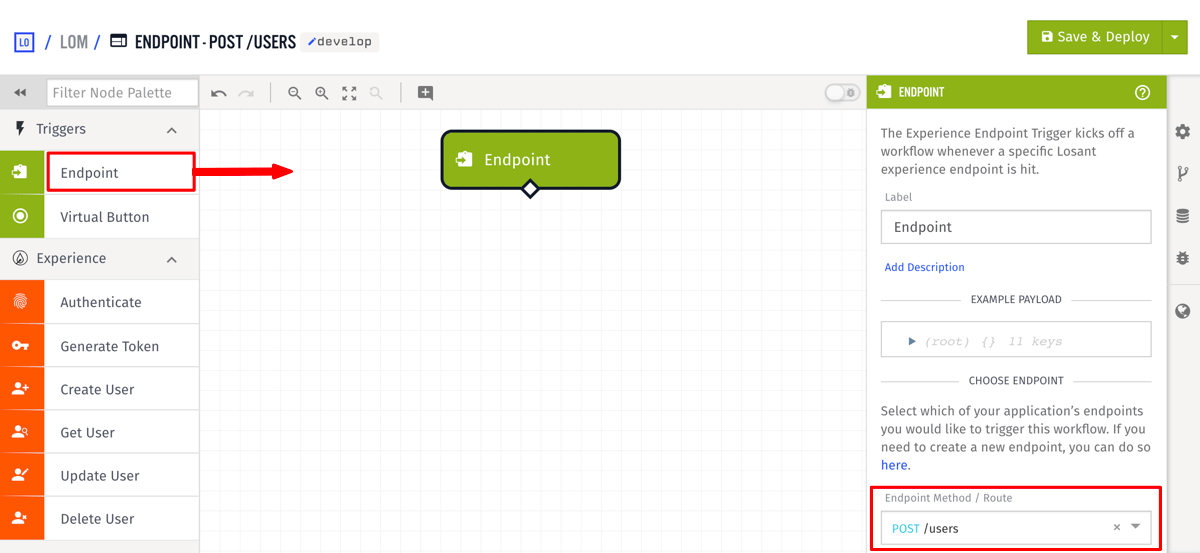 LO / LOM / ENDPOINT - POST /USERS develop
Save & Deploy
Filter Node Palette
Triggers
Endpoint
Virtual Button
Experience
Authenticate
Generate Token
Create User
Get User
Update User
Delete User
Endpoint
ENDPOINT
The Experience Endpoint Trigger kicks off a
workflow whenever a specific Losant
experience endpoint is hit.
Label
Endpoint
Add Description
EXAMPLE PAYLOAD
(root) {} 11 keys
CHOOSE ENDPOINT
Select which of your application’s endpoints
you would like to trigger this workflow. If you
need to create a new endpoint, you can do so
here.
Endpoint Method / Route
POST /users